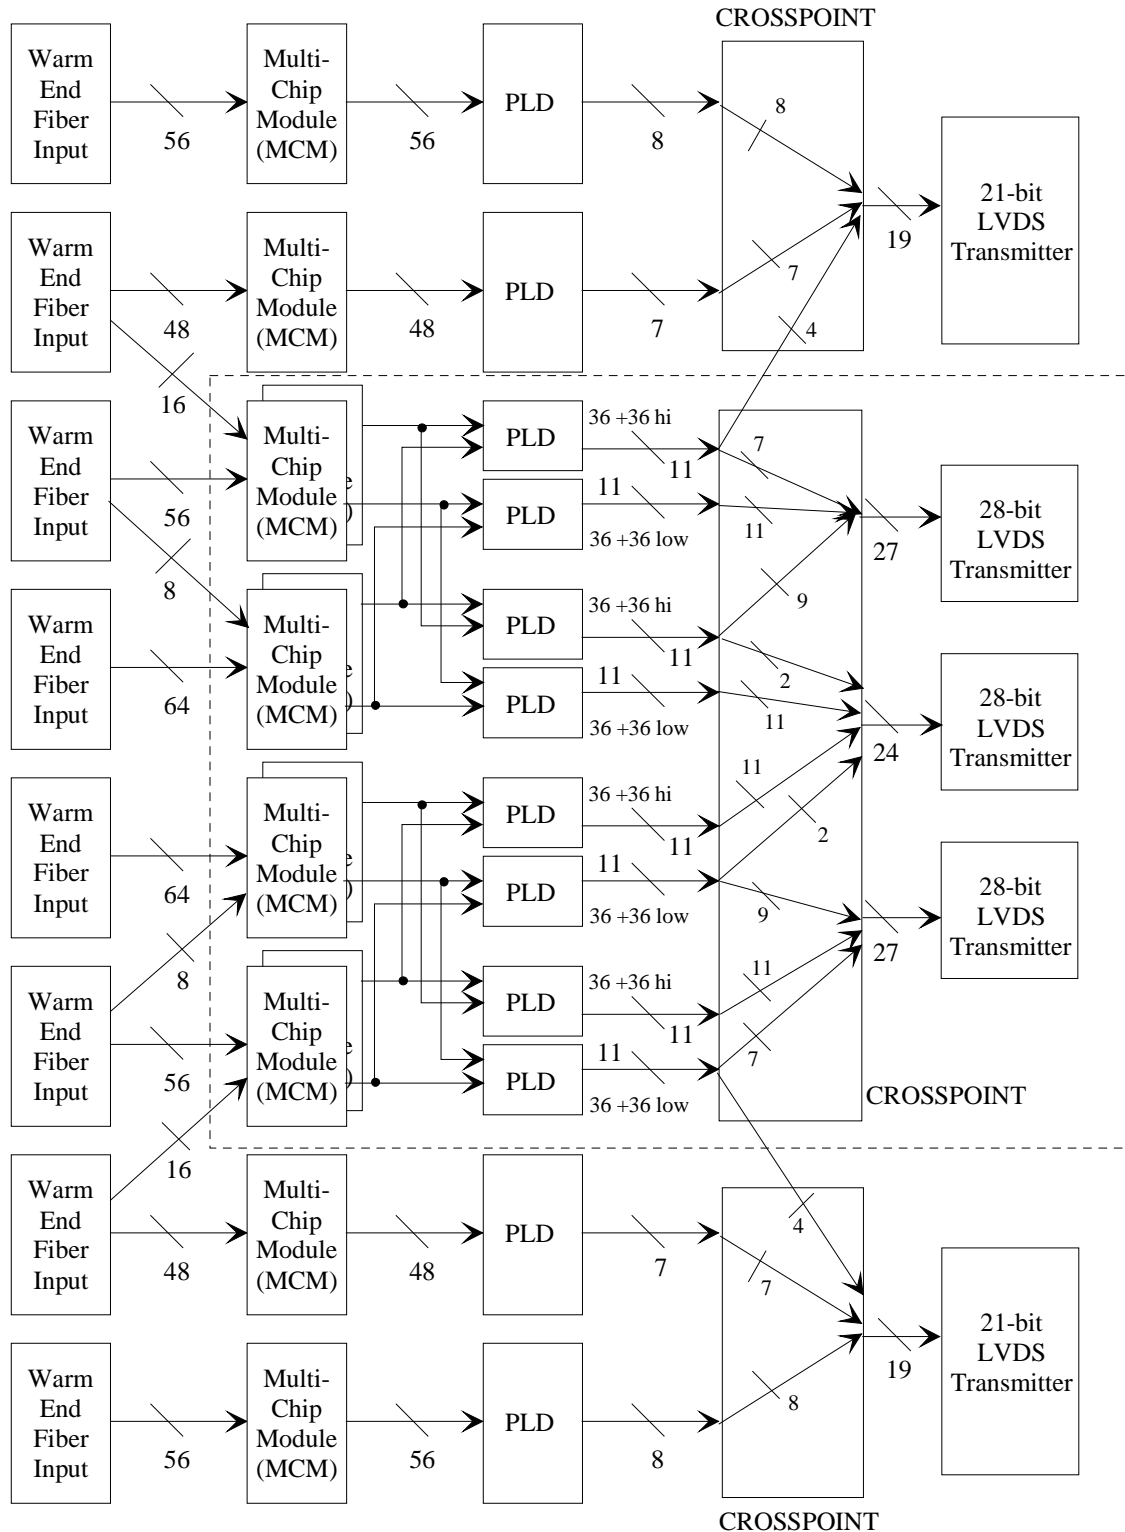 CROSSPOINT
Warm
End
Fiber
Input
56
Multi-
Chip
Module
(MCM)
56
PLD
8
8
21-bit
LVDS
Transmitter
19
Warm
End
Fiber
Input
48
Multi-
Chip
Module
(MCM)
48
PLD
7
7
4
16
Warm
End
Fiber
Input
56
Multi-
Chip
Module
(MCM)
e
)
PLD
36 +36 hi
11
7
PLD
11
36 +36 low
11
27
28-bit
LVDS
Transmitter
8
9
Warm
End
Fiber
Input
64
Multi-
Chip
Module
(MCM)
e
)
PLD
36 +36 hi
11
2
PLD
11
36 +36 low
11
24
28-bit
LVDS
Transmitter
Warm
End
Fiber
Input
64
Multi-
Chip
Module
(MCM)
e
)
PLD
36 +36 hi
11
11
2
PLD
11
36 +36 low
9
27
28-bit
LVDS
Transmitter
8
Warm
End
Fiber
Input
56
Multi-
Chip
Module
(MCM)
e
)
PLD
36 +36 hi
11
11
PLD
11
36 +36 low
7
CROSSPOINT
16
Warm
End
Fiber
Input
48
Multi-
Chip
Module
(MCM)
48
PLD
7
4
7
19
21-bit
LVDS
Transmitter
Warm
End
Fiber
Input
56
Multi-
Chip
Module
(MCM)
56
PLD
8
8
CROSSPOINT